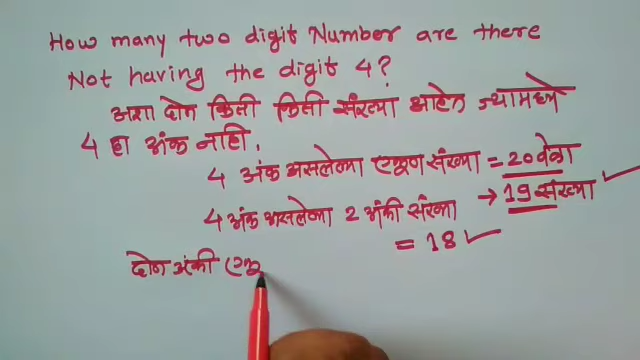 How many two digit Number are there
Not having the digit 4?
अशा दोन किती किती संख्या आहेत ज्यामध्ये
4 हा अंक नाही.
4 अंक असलेल्या एकूण संख्या = 20 वेळा
→ 19 संख्या
4 अंक असलेल्या 2 अंकी संख्या
= 18
दोन अंकी एकू